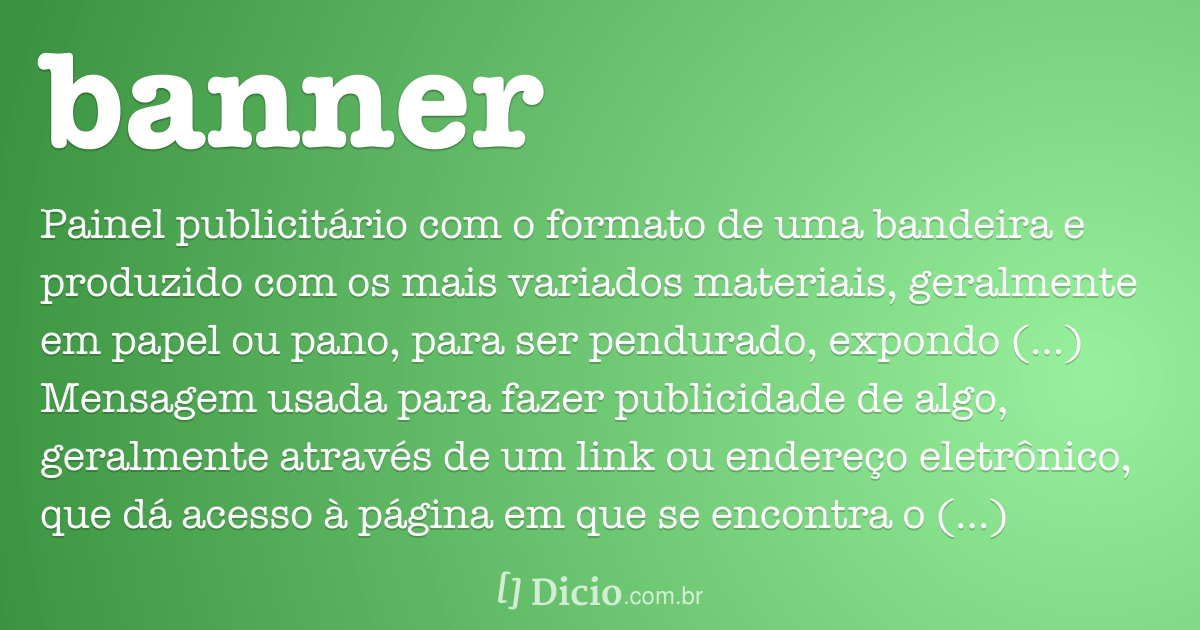 banner
Painel publicitário com o formato de uma bandeira e
produzido com os mais variados materiais, geralmente
em papel ou pano, para ser pendurado, expondo (...)
Mensagem usada para fazer publicidade de algo,
geralmente através de um link ou endereço eletrônico,
que dá acesso à página em que se encontra o (...)
[] Dicio.com.br